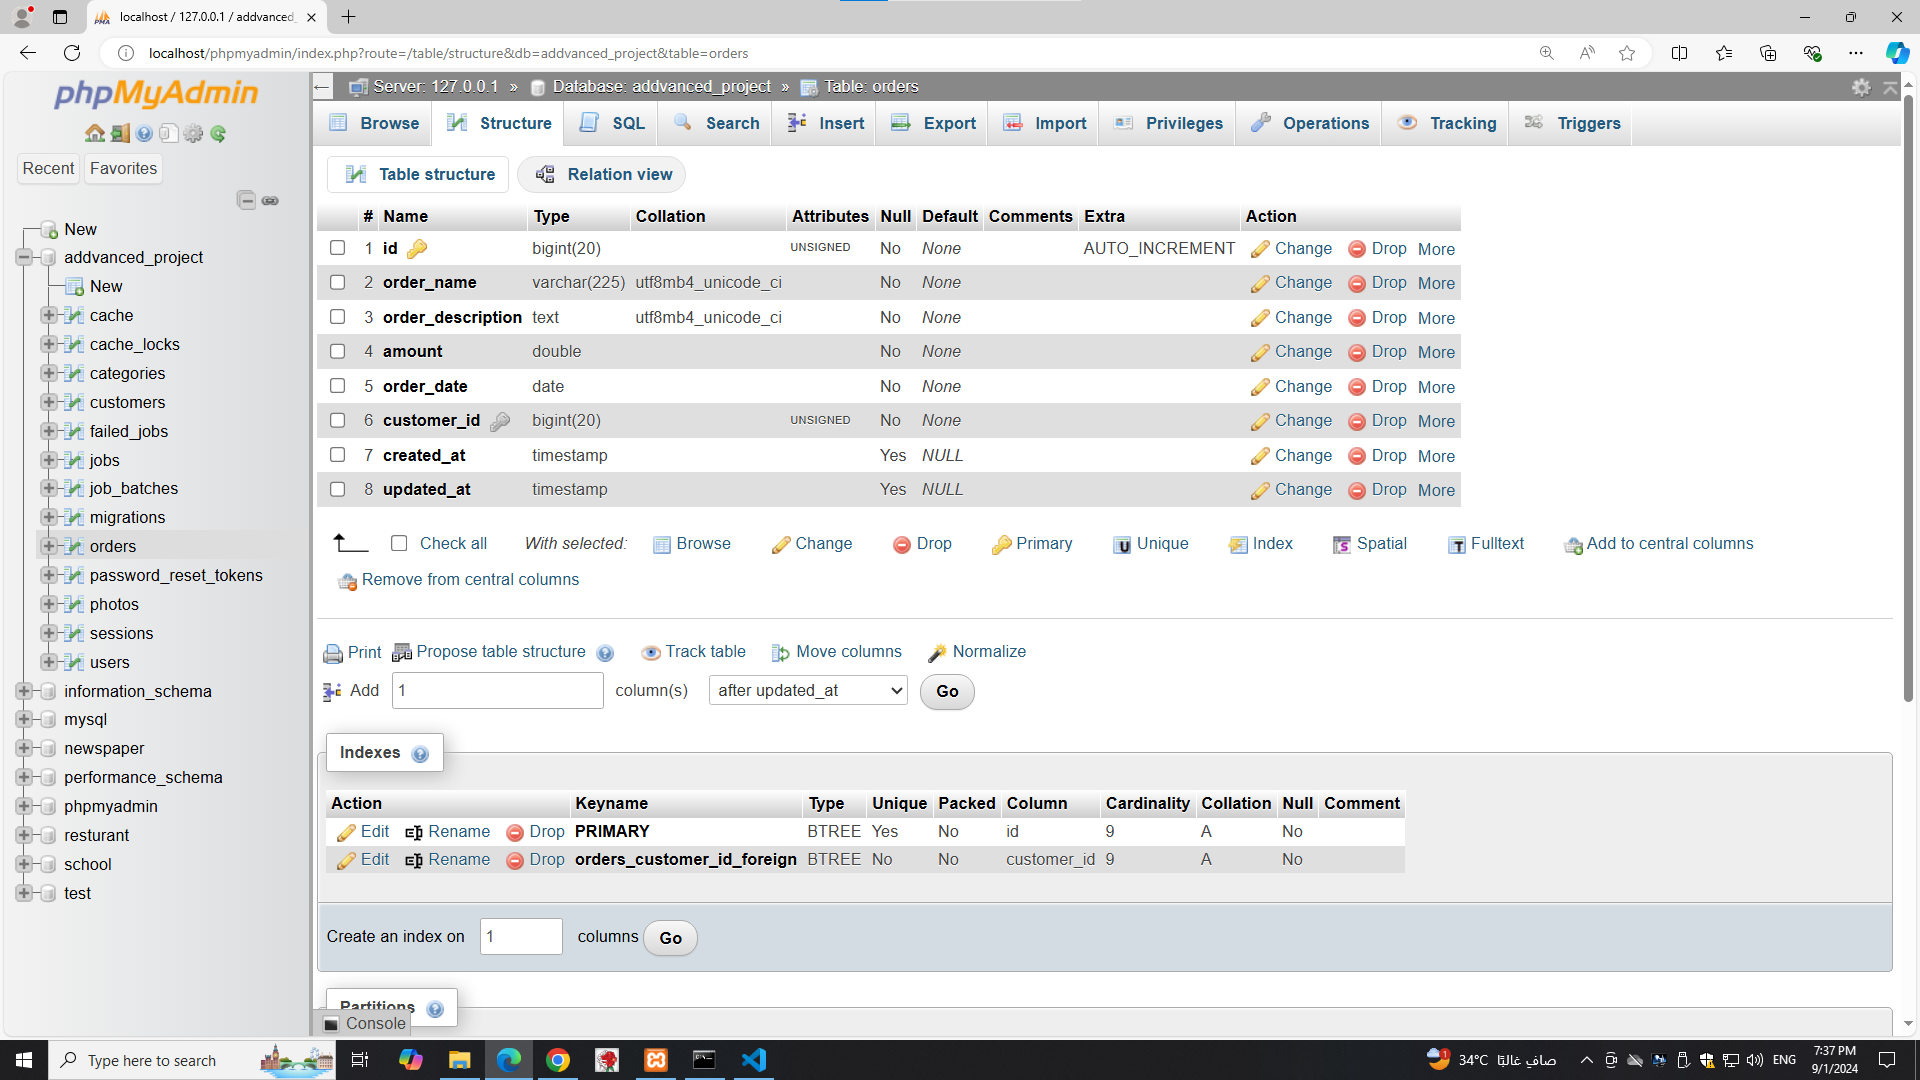 localhost / 127.0.0.1 / addvanced_
localhost/phpmyadmin/index.php?route=/table/structure&db=addvanced_project&table=orders
phpMyAdmin
Recent
Favorites
New
addvanced_project
New
cache
cache_locks
categories
customers
failed_jobs
jobs
job_batches
migrations
orders
password_reset_tokens
photos
sessions
users
information_schema
mysql
newspaper
performance_schema
phpmyadmin
resturant
school
test
Server: 127.0.0.1 » Database: addvanced_project » Table: orders
Browse Structure SQL Search Insert Export Import Privileges Operations Tracking Triggers
Table structure Relation view
# Name Type Collation Attributes Null Default Comments Extra Action
1 id bigint(20) UNSIGNED No None AUTO_INCREMENT Change Drop More
2 order_name varchar(225) utf8mb4_unicode_ci No None Change Drop More
3 order_description text utf8mb4_unicode_ci No None Change Drop More
4 amount double No None Change Drop More
5 order_date date No None Change Drop More
6 customer_id bigint(20) UNSIGNED No None Change Drop More
7 created_at timestamp Yes NULL Change Drop More
8 updated_at timestamp Yes NULL Change Drop More
Check all With selected: Browse Change Drop Primary Unique Index Spatial Fulltext Add to central columns
Remove from central columns
Print Propose table structure Track table Move columns Normalize
Add 1 column(s) after updated_at Go
Indexes
Action Keyname Type Unique Packed Column Cardinality Collation Null Comment
Edit Rename Drop PRIMARY BTREE Yes No id 9 A No
Edit Rename Drop orders_customer_id_foreign BTREE No No customer_id 9 A No
Create an index on 1 columns Go
Partitions
Console
Type here to search
34°C صاف غالبًا
ENG
7:37 PM
9/1/2024